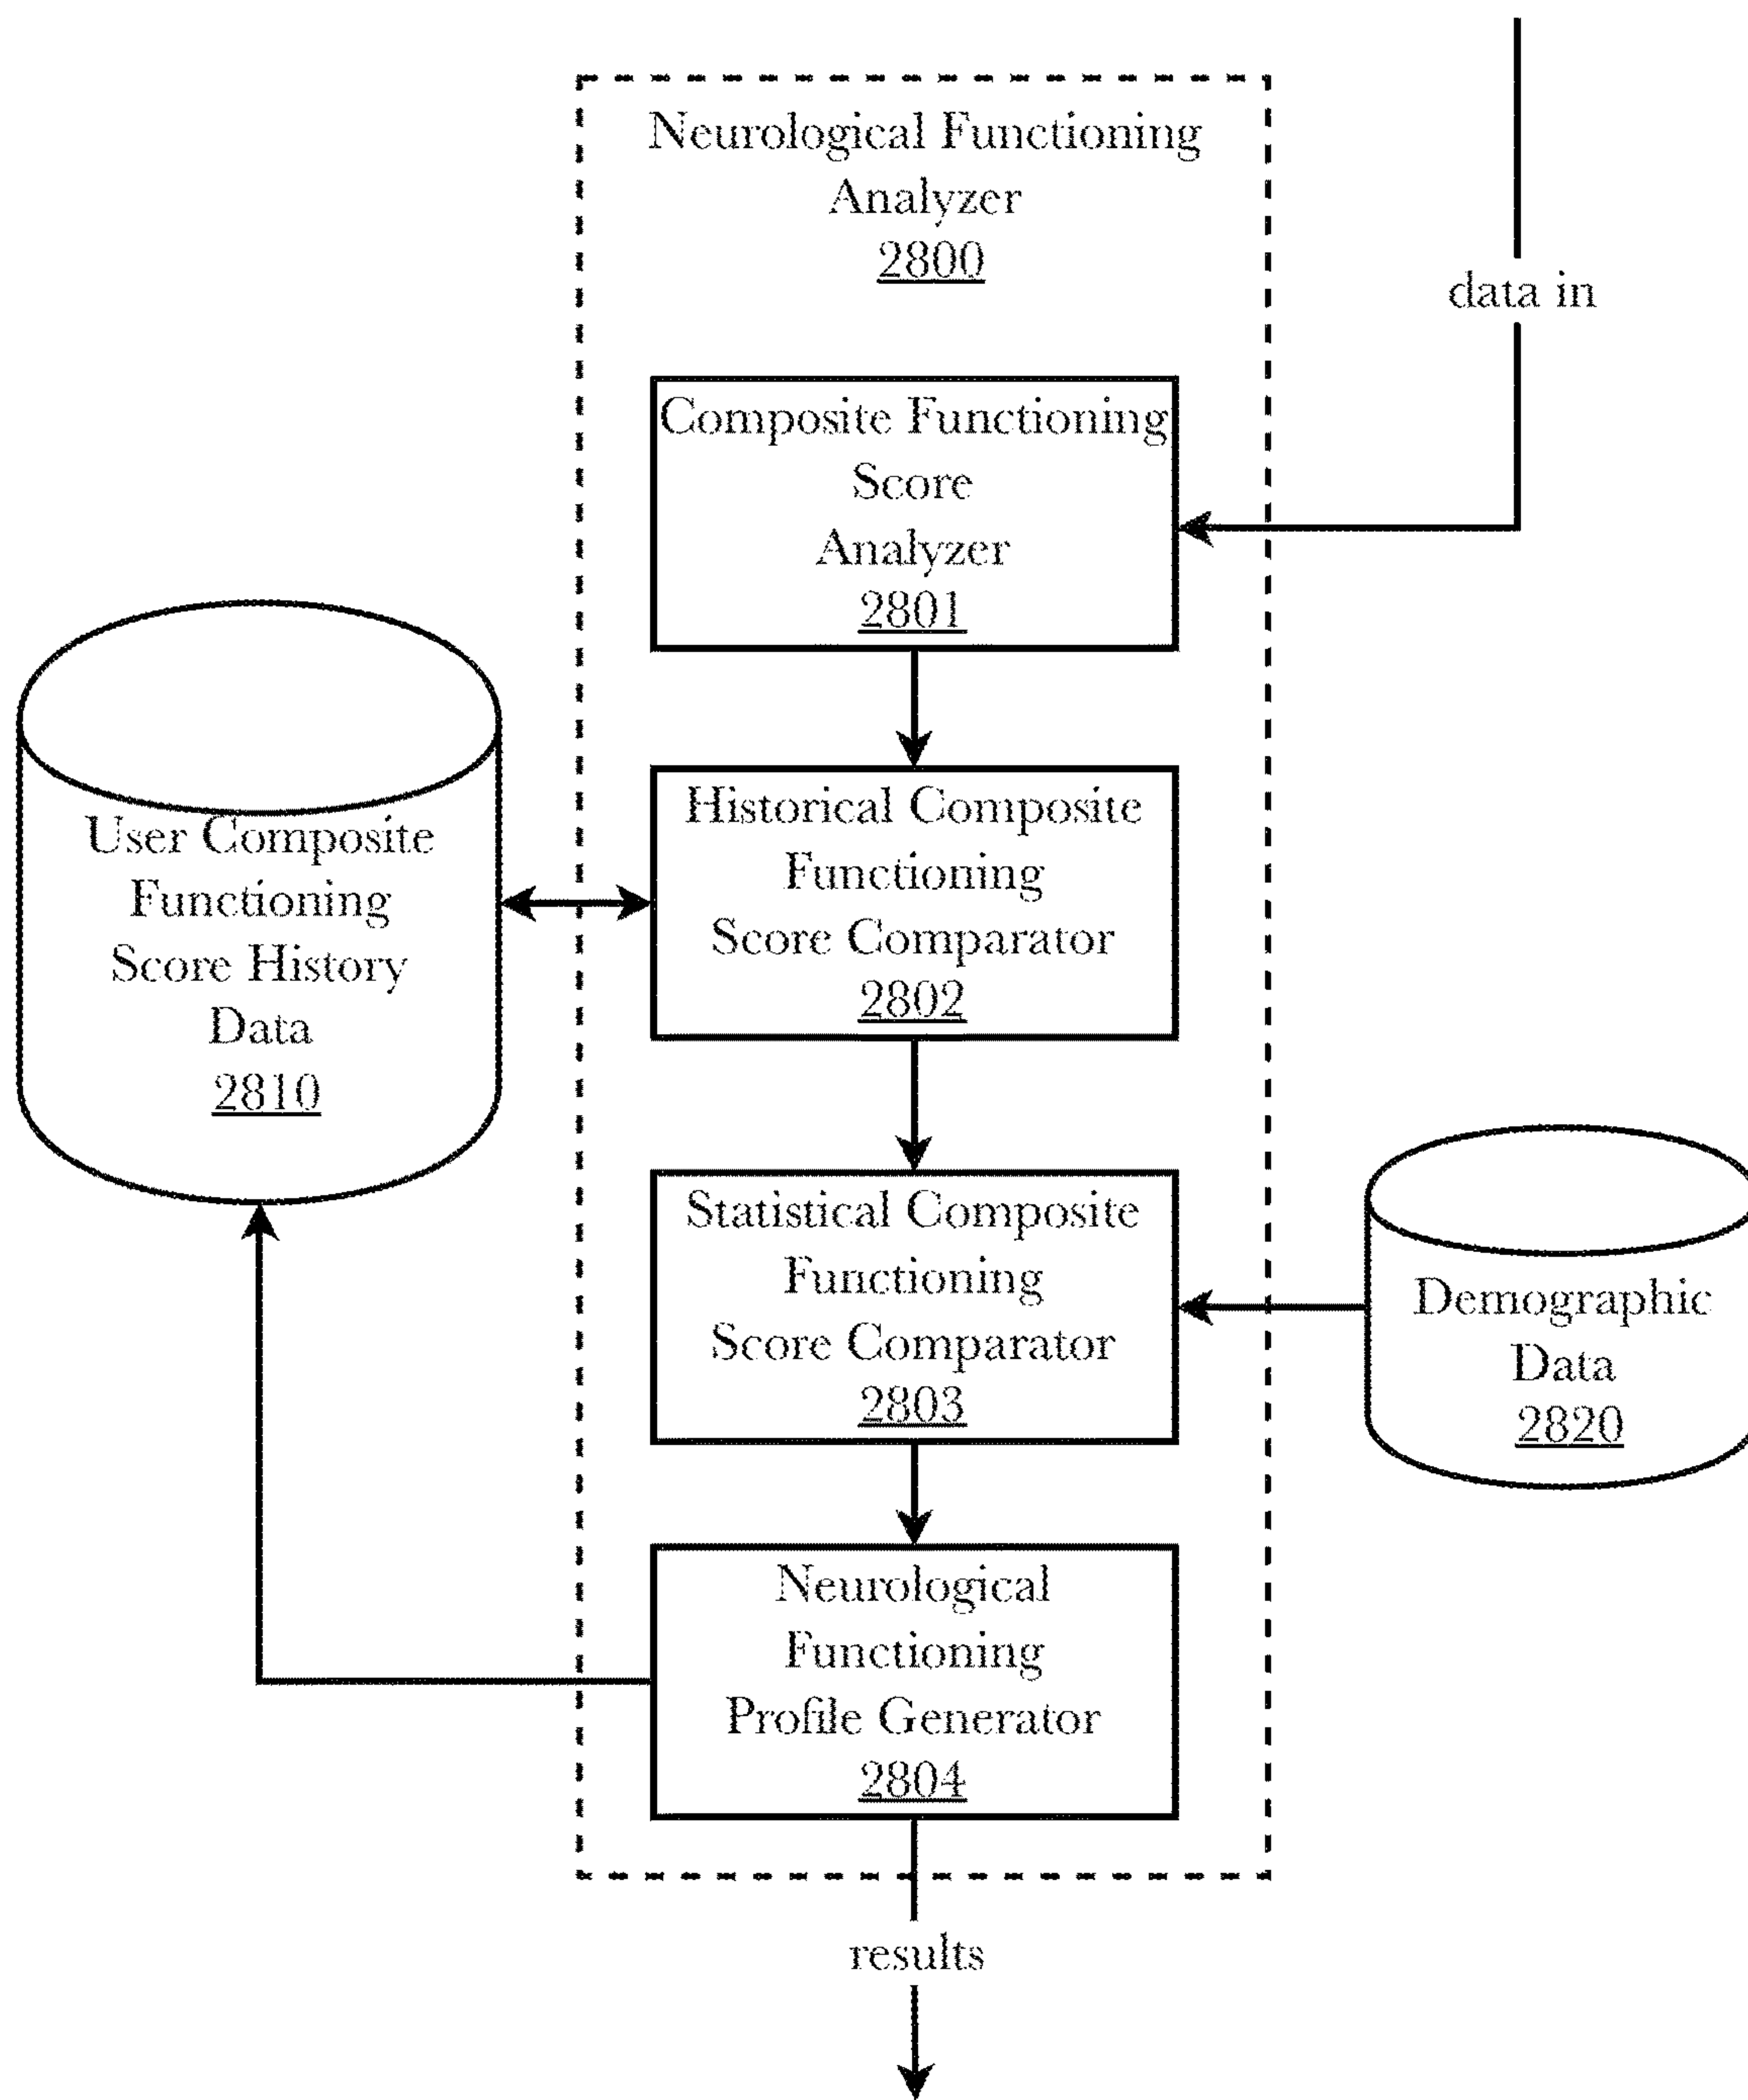 Neurological Functioning
Analyzer
2800
data in
Composite Functioning
Score
Analyzer
2801
User Composite
Functioning
Score History
Data
2810
Historical Composite
Functioning
Score Comparator
2802
Statistical Composite
Functioning
Score Comparator
2803
Demographic
Data
2820
Neurological
Functioning
Profile Generator
2804
results